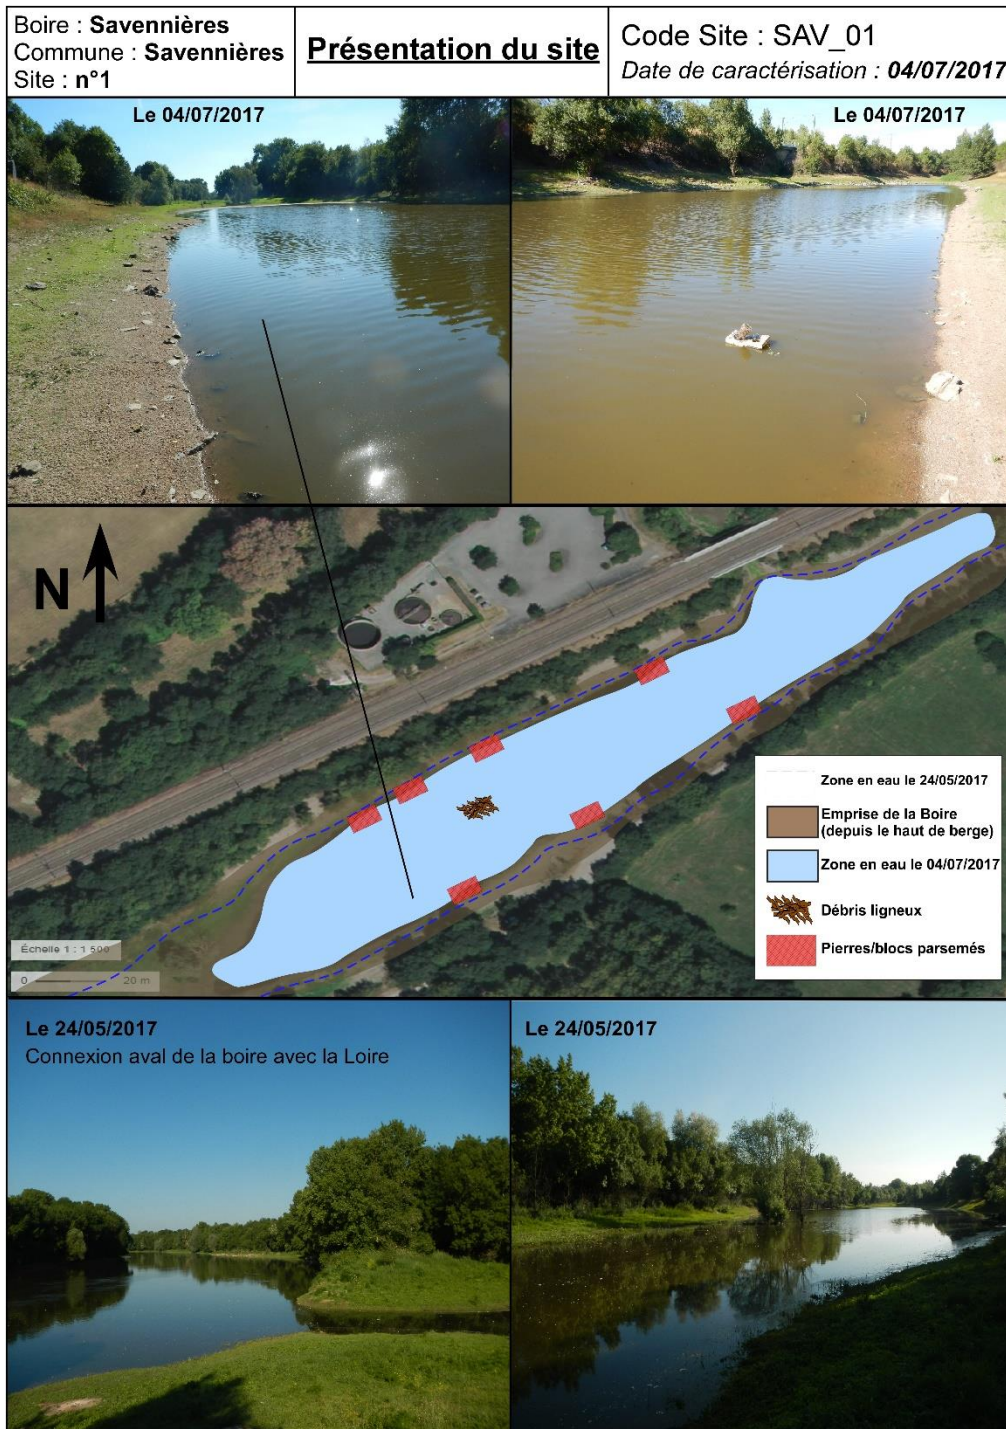 Boire : Savennières
Commune : Savennières
Site : n°1
Présentation du site
Code Site : SAV_01
Date de caractérisation : 04/07/2017
Le 04/07/2017
Le 04/07/2017
N
Zone en eau le 24/05/2017
Emprise de la Boire
(depuis le haut de berge)
Zone en eau le 04/07/2017
Débris ligneux
Pierres/blocs parsemés
Échelle 1 : 1 500
0 20 m
Le 24/05/2017
Connexion aval de la boire avec la Loire
Le 24/05/2017